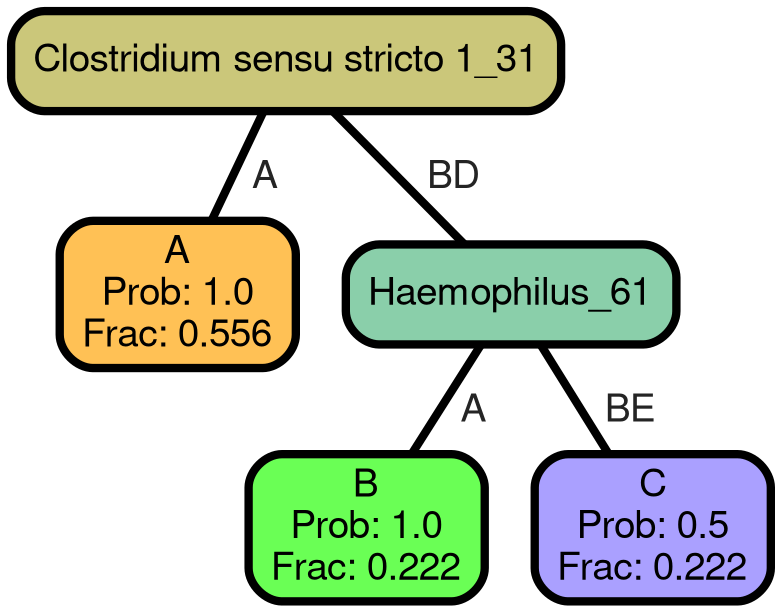 Clostridium sensu stricto 1_31
A
BD
A
Prob: 1.0
Frac: 0.556
Haemophilus_61
A
BE
B
Prob: 1.0
Frac: 0.222
C
Prob: 0.5
Frac: 0.222